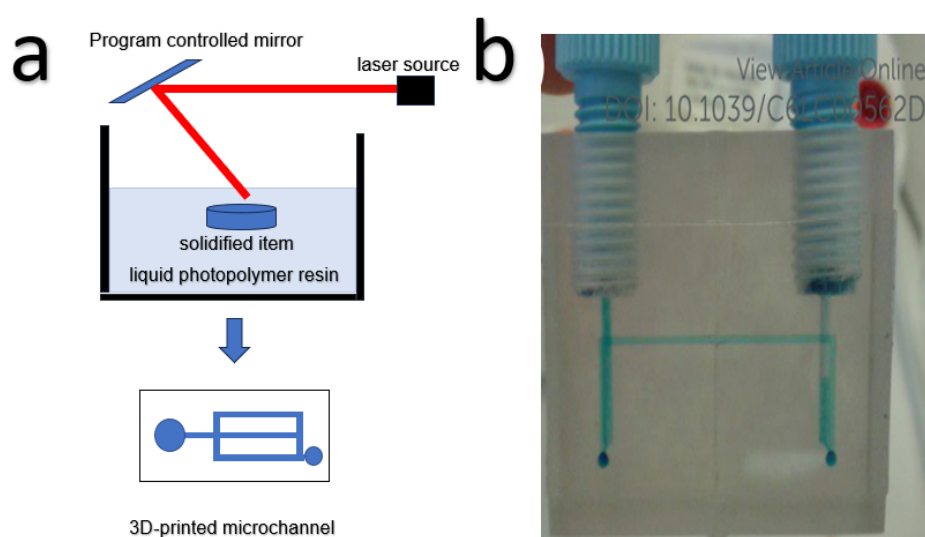 a
Program controlled mirror
laser source
solidified item
liquid photopolymer resin
3D-printed microchannel
b
View Article Online
DOI: 10.1039/C6LC00562D